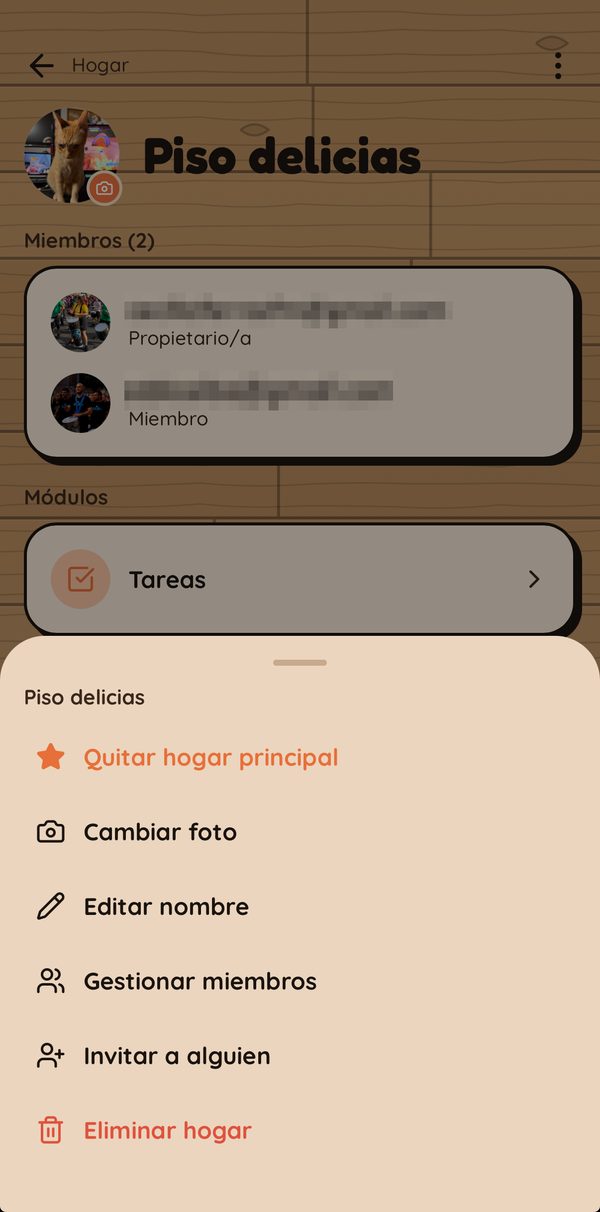 Hogar
Piso delicias
Miembros (2)
Propietario/a
Miembro
Módulos
Tareas
Piso delicias
Quitar hogar principal
Cambiar foto
Editar nombre
Gestionar miembros
Invitar a alguien
Eliminar hogar